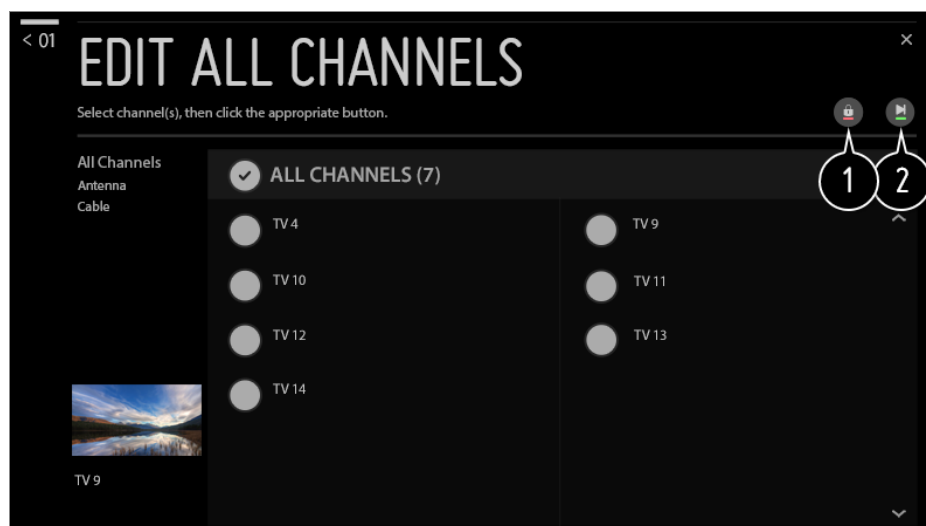 < 01
EDIT ALL CHANNELS
×
Select channel(s), then click the appropriate button.
1
2
All Channels
Antenna
Cable
ALL CHANNELS (7)
TV 4
TV 9
TV 10
TV 11
TV 12
TV 13
TV 14
TV 9